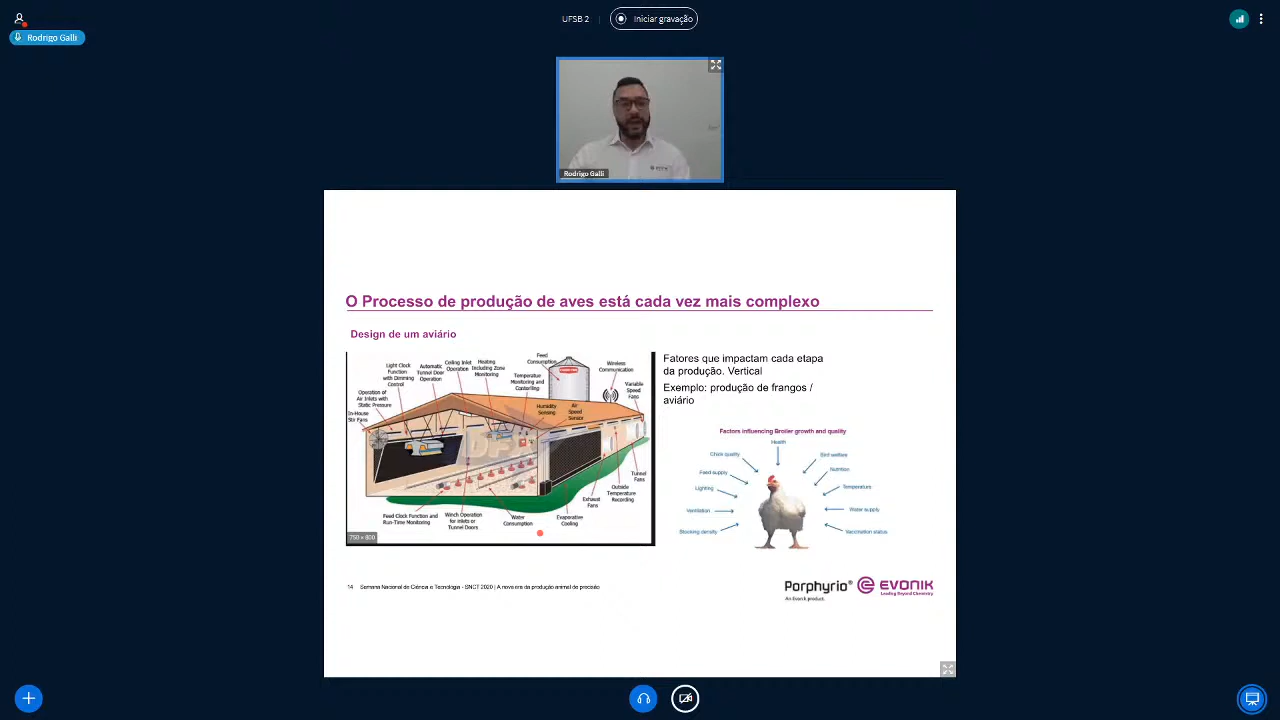 UFSB 2
Iniciar gravação
Rodrigo Galli
Rodrigo Galli
O Processo de produção de aves está cada vez mais complexo
Design de um aviário
Light Clock
Function
with Dimming
Control
Automatic
Tunnel Door
Operation
Ceiling Inlet
Operation
Heating
Including Zone
Monitoring
Feed
Consumption
Temperature
Monitoring and
Controlling
Wireless
Communication
Variable
Speed
Fans
Operation of
Air Inlets with
Static Pressure
In-House
Stir Fans
Humidity
Sensing
Air
Speed
Sensor
Tunnel
Fans
Outside
Temperature
Recording
Exhaust
Fans
Feed Clock Function and
Run-Time Monitoring
Winch Operation
for Inlets or
Tunnel Doors
Water
Consumption
Evaporative
Cooling
750 × 800
Fatores que impactam cada etapa
da produção. Vertical
Exemplo: produção de frangos /
aviário
Factors influencing Broiler growth and quality
Health
Chick quality
Bird welfare
Feed supply
Nutrition
Lighting
Temperature
Ventilation
Water supply
Stocking density
Vaccination status
14 Semana Nacional de Ciência e Tecnologia - SNCT 2020 | A nova era da produção animal de precisão
Porphyrio®
An Evonik product.
EVONIK
Leading Beyond Chemistry